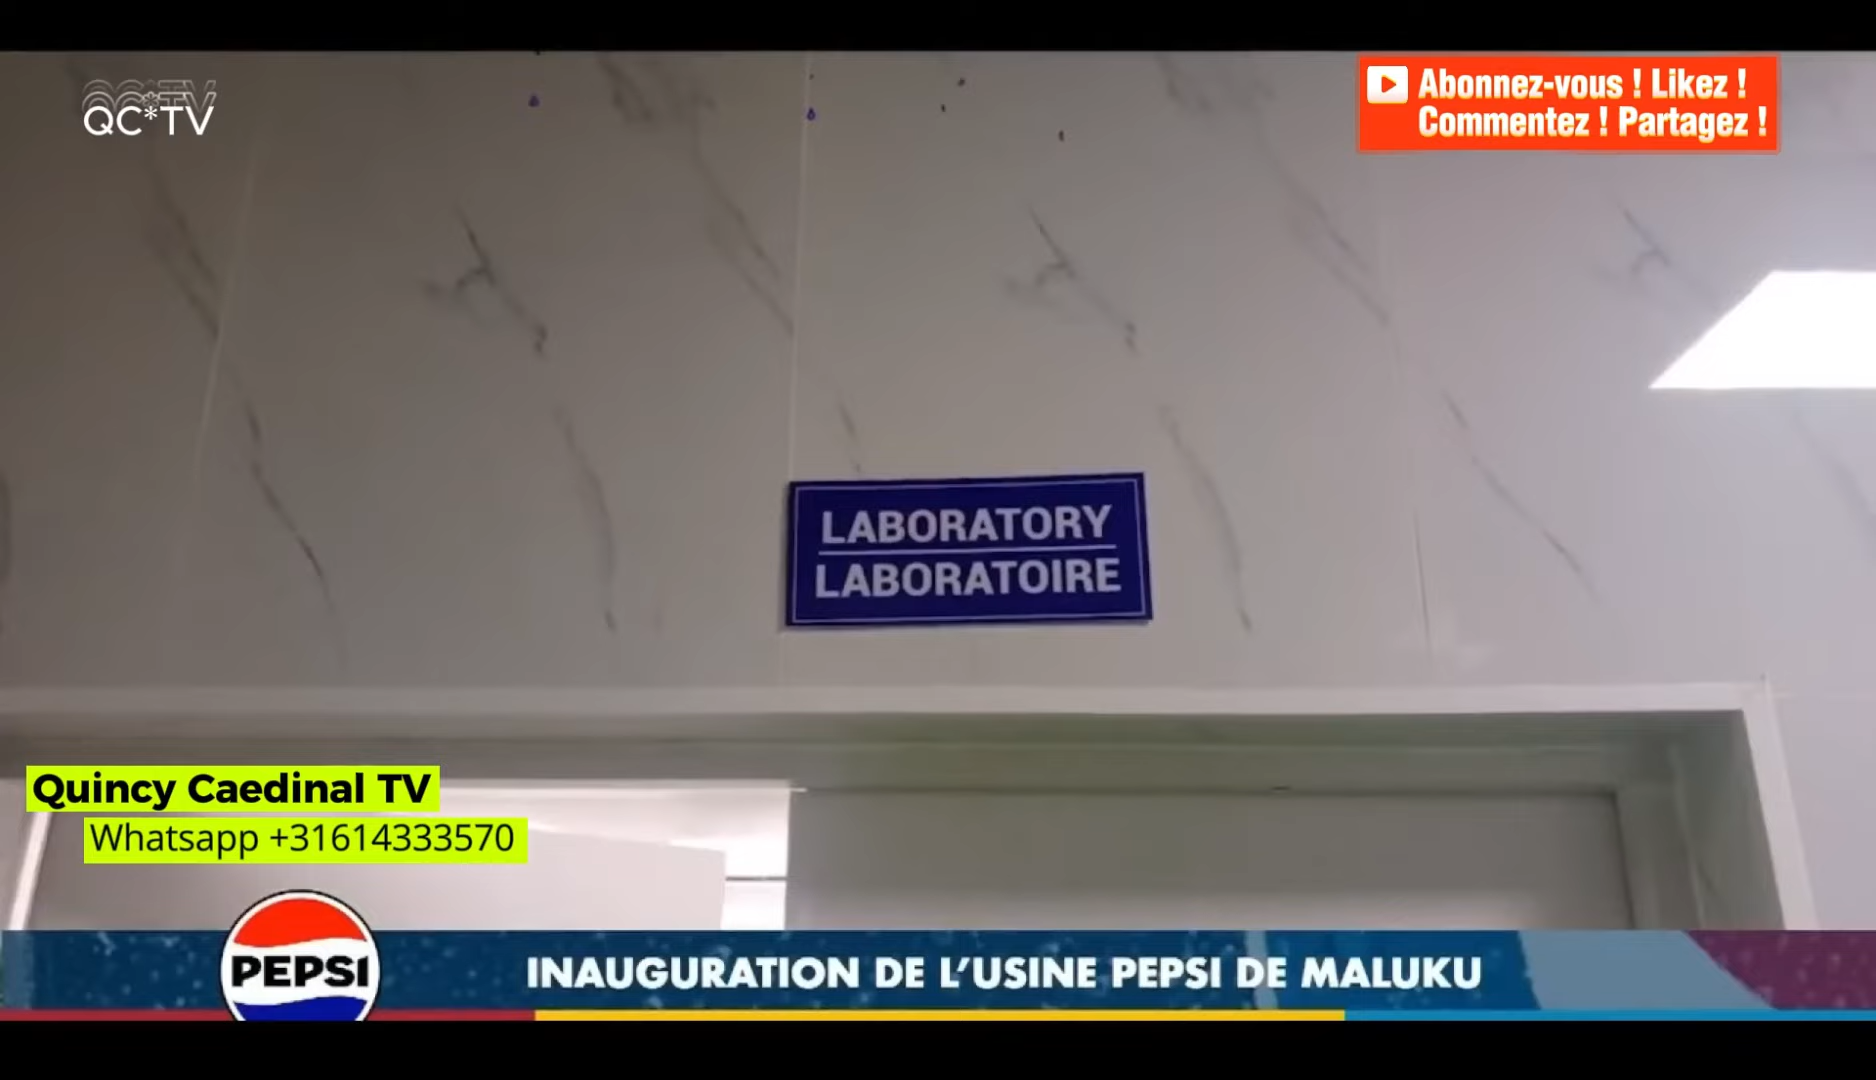 QC*TV
Abonnez-vous ! Likez !
Commentez ! Partagez !
LABORATORY
LABORATOIRE
Quincy Caedinal TV
Whatsapp +31614333570
PEPSI
INAUGURATION DE L'USINE PEPSI DE MALUKU